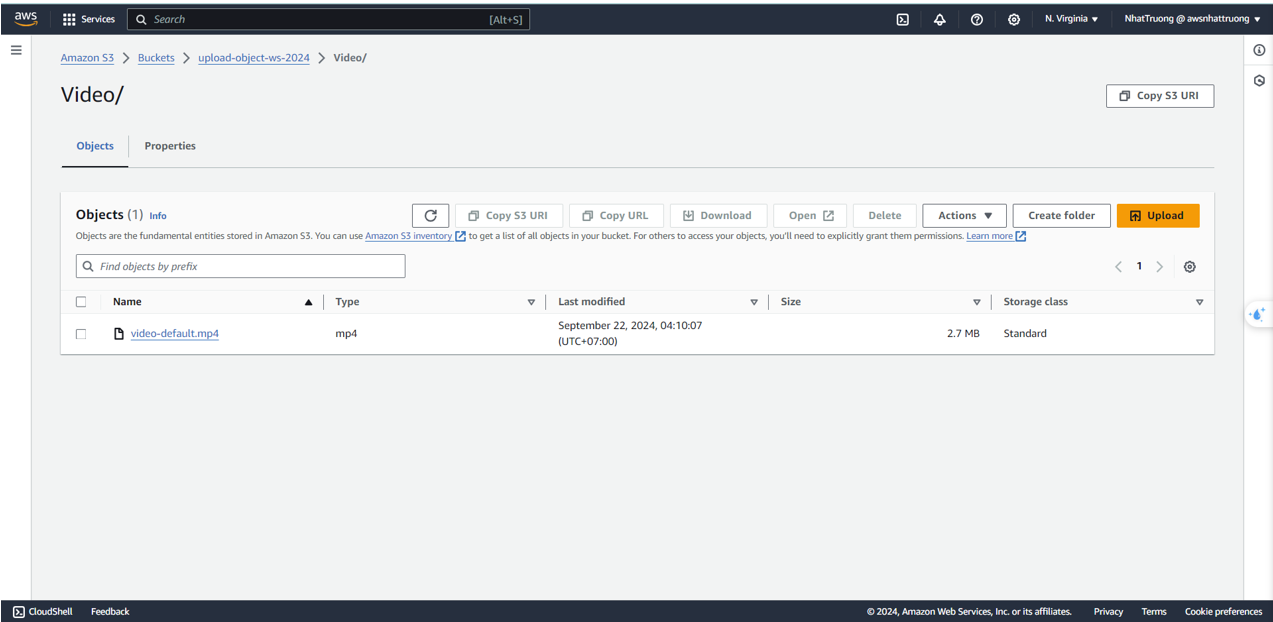 aws Services Search [Alt+S] N. Virginia NhatTruong @ awsnhattruong
Amazon S3 Buckets upload-object-ws-2024 Video/
Video/
Copy S3 URI
Objects Properties
Objects (1) Info
Copy S3 URI Copy URL Download Open Delete Actions Create folder Upload
Objects are the fundamental entities stored in Amazon S3. You can use Amazon S3 inventory to get a list of all objects in your bucket. For others to access your objects, you'll need to explicitly grant them permissions. Learn more
Find objects by prefix
1
Name Type Last modified Size Storage class
video-default.mp4 mp4 September 22, 2024, 04:10:07 (UTC+07:00) 2.7 MB Standard
CloudShell Feedback © 2024, Amazon Web Services, Inc. or its affiliates. Privacy Terms Cookie preferences